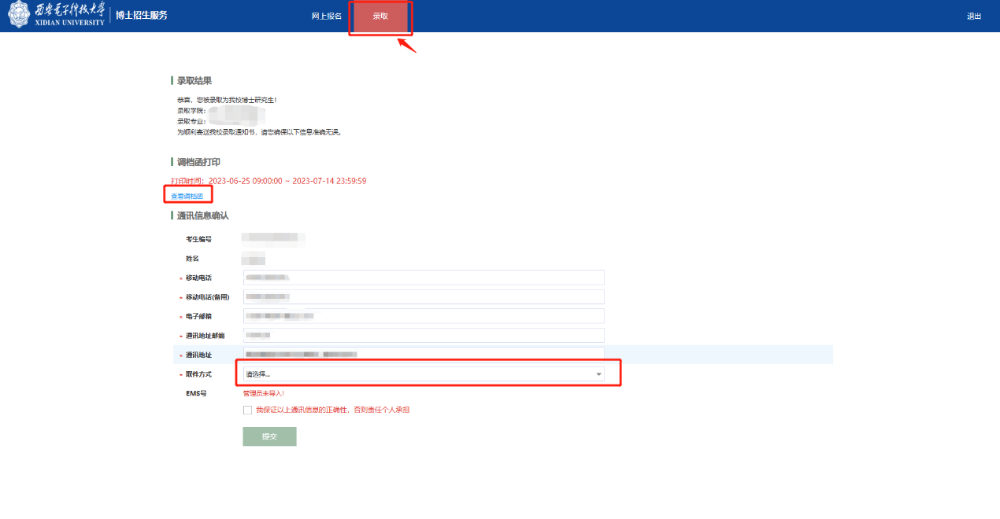 西安电子科技大学
XIDIAN UNIVERSITY
博士招生服务
网上报名
录取
退出
录取结果
恭喜，您被录取为我校博士研究生！
录取学院：
录取专业：
为顺利寄送我校录取通知书，请您确保以下信息准确无误。
调档函打印
打印时间：2023-06-25 09:00:00 ~ 2023-07-14 23:59:59
查看调档函
通讯信息确认
考生编号
姓名
* 移动电话
* 移动电话(备用)
* 电子邮箱
* 通讯地址邮编
* 通讯地址
* 取件方式 请选择...
EMS号 管理员未导入！
我保证以上通讯信息的正确性，否则责任个人承担
提交